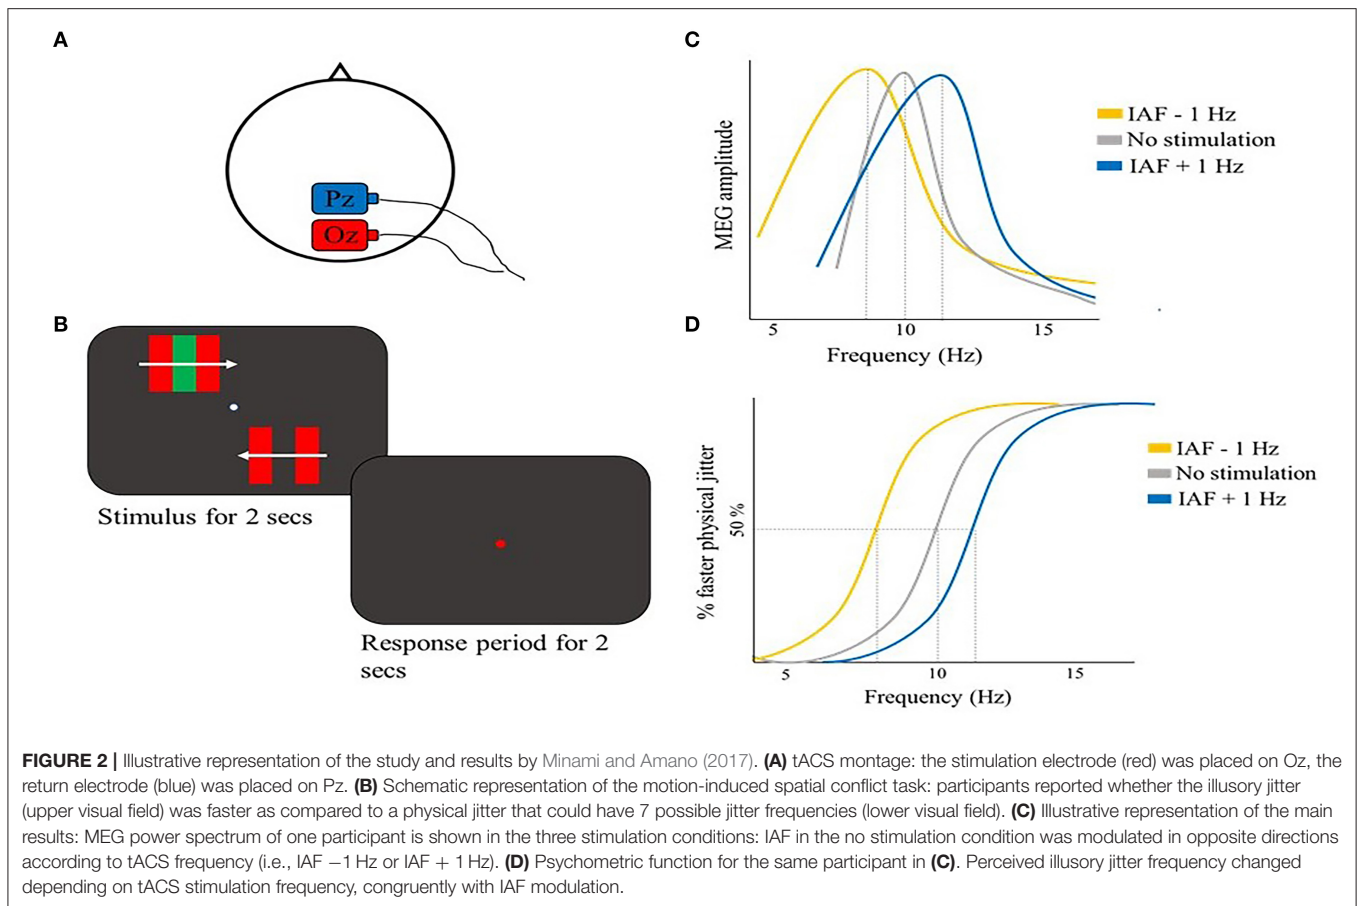 A
Pz
Oz
B
Stimulus for 2 secs
Response period for 2
secs
C
MEG amplitude
IAF - 1 Hz
No stimulation
IAF + 1 Hz
5
10
15
Frequency (Hz)
D
% faster physical jitter
50 %
IAF - 1 Hz
No stimulation
IAF + 1 Hz
5
10
15
Frequency (Hz)
FIGURE 2 | Illustrative representation of the study and results by Minami and Amano (2017). (A) tACS montage: the stimulation electrode (red) was placed on Oz, the
return electrode (blue) was placed on Pz. (B) Schematic representation of the motion-induced spatial conflict task: participants reported whether the illusory jitter
(upper visual field) was faster as compared to a physical jitter that could have 7 possible jitter frequencies (lower visual field). (C) Illustrative representation of the main
results: MEG power spectrum of one participant is shown in the three stimulation conditions: IAF in the no stimulation condition was modulated in opposite directions
according to tACS frequency (i.e., IAF −1 Hz or IAF + 1 Hz). (D) Psychometric function for the same participant in (C). Perceived illusory jitter frequency changed
depending on tACS stimulation frequency, congruently with IAF modulation.